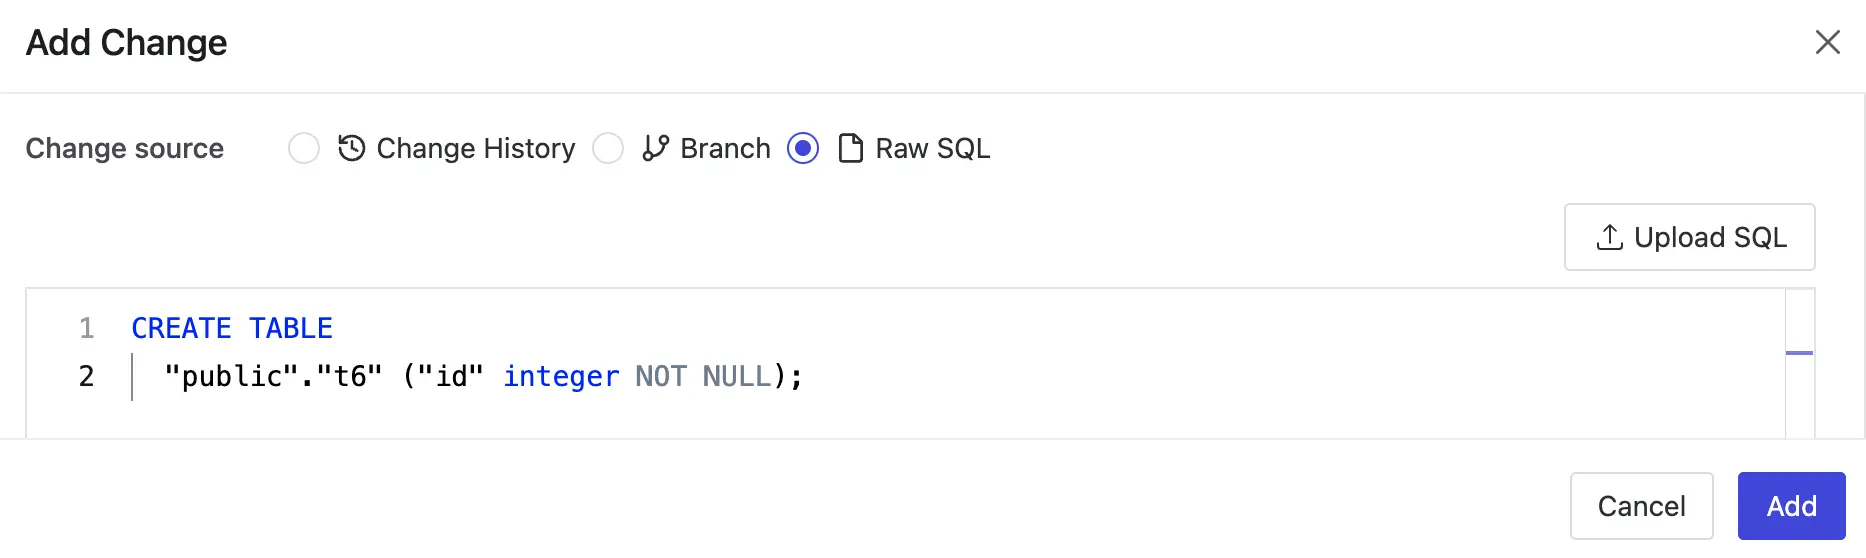 Add Change
Change source Change History Branch Raw SQL
Upload SQL
1 CREATE TABLE
2 "public"."t6" ("id" integer NOT NULL);
Cancel Add